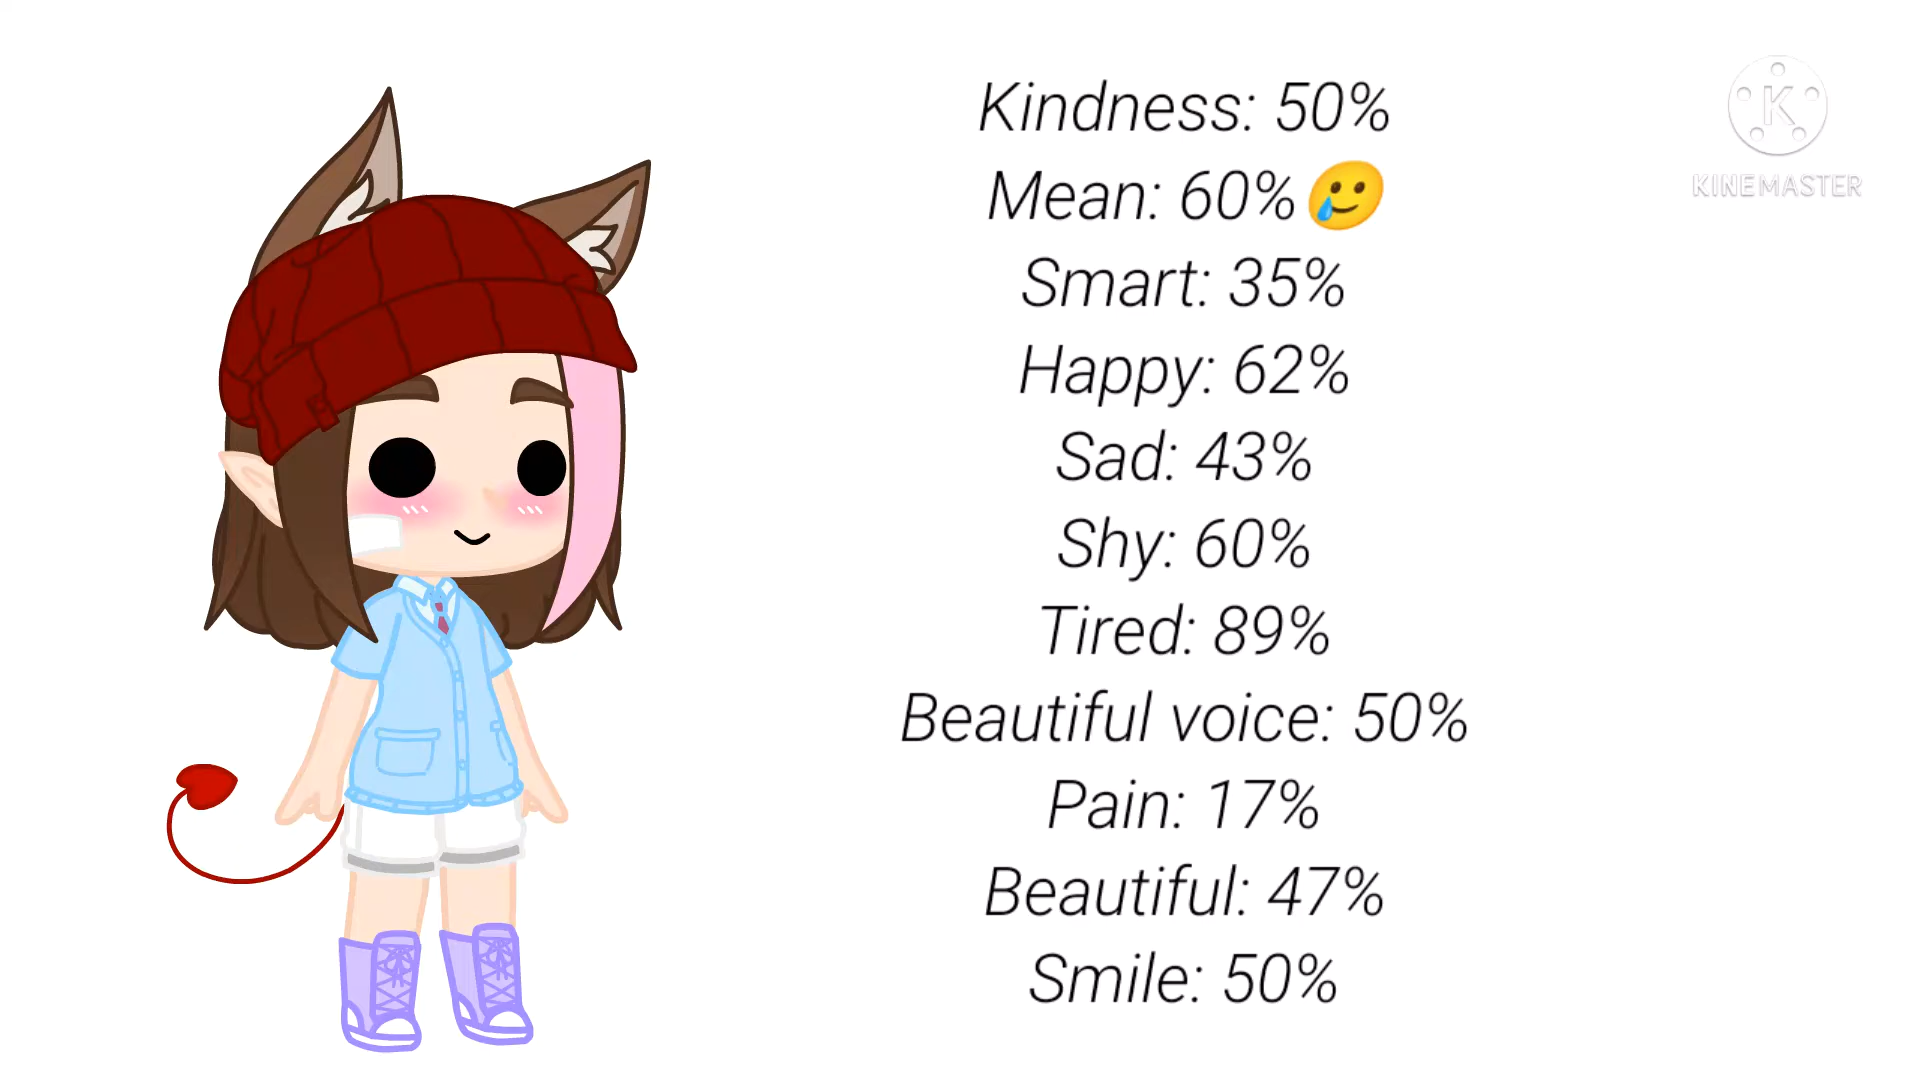 Kindness: 50%
Mean: 60%🥲
Smart: 35%
Happy: 62%
Sad: 43%
Shy: 60%
Tired: 89%
Beautiful voice: 50%
Pain: 17%
Beautiful: 47%
Smile: 50%
K
KINEMASTER